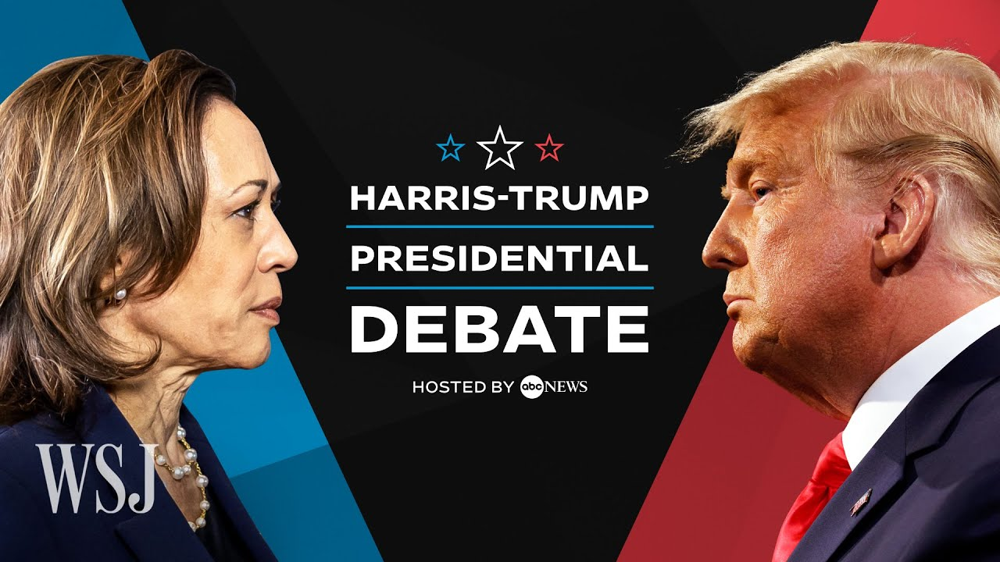 HARRIS-TRUMP
PRESIDENTIAL
DEBATE
HOSTED BY abc NEWS
WSJ